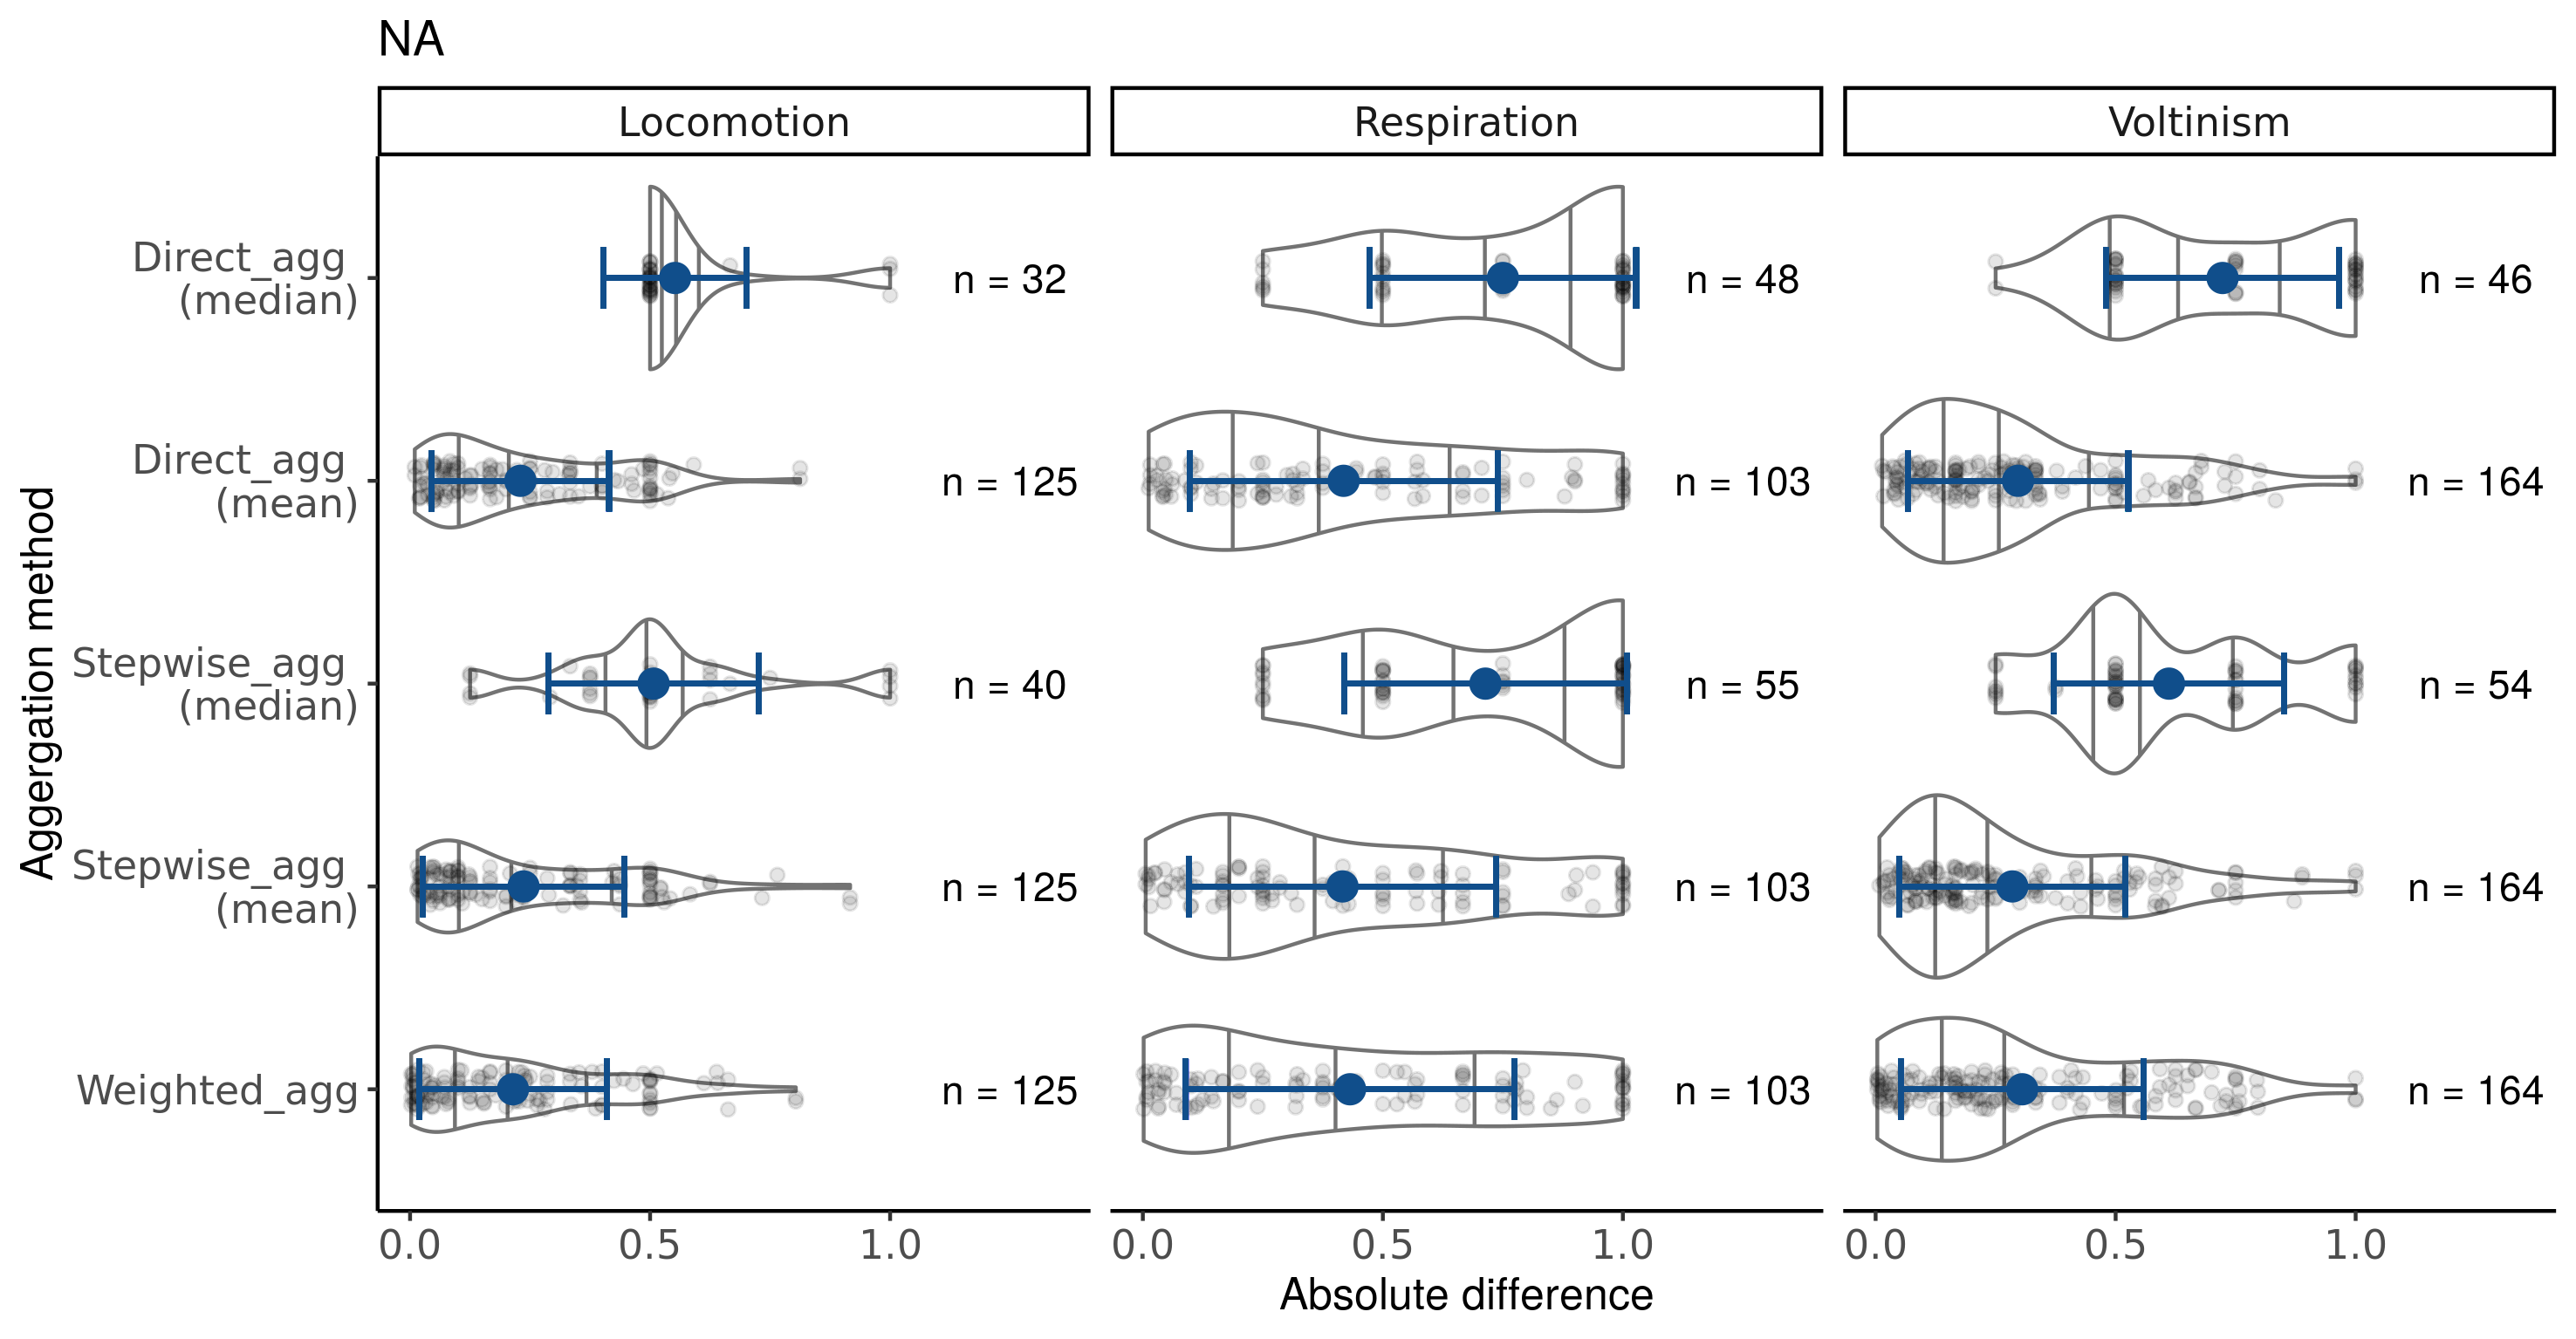 NA
Locomotion
Respiration
Voltinism
Aggergation method
Direct_agg
(median)
n = 32
n = 48
n = 46
Direct_agg
(mean)
n = 125
n = 103
n = 164
Stepwise_agg
(median)
n = 40
n = 55
n = 54
Stepwise_agg
(mean)
n = 125
n = 103
n = 164
Weighted_agg
n = 125
n = 103
n = 164
0.0 0.5 1.0
0.0 0.5 1.0
0.0 0.5 1.0
Absolute difference